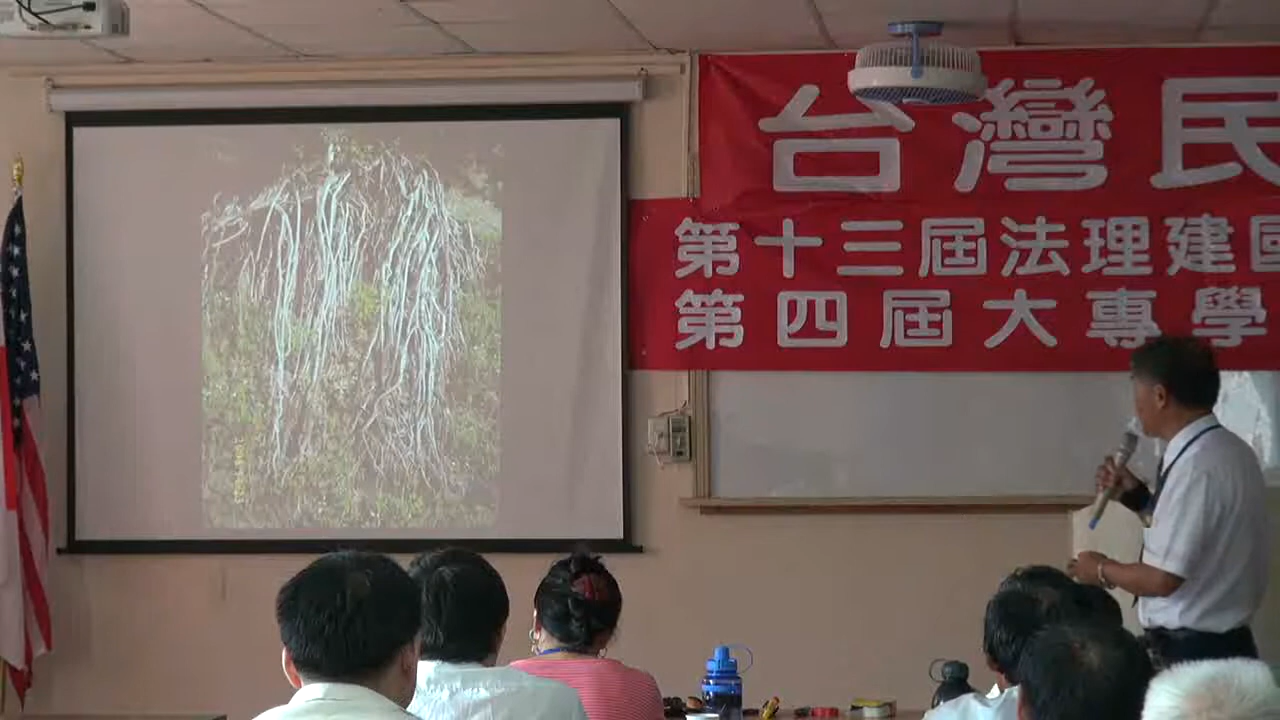 台灣民
第十三屆法理建國
第四屆大專學